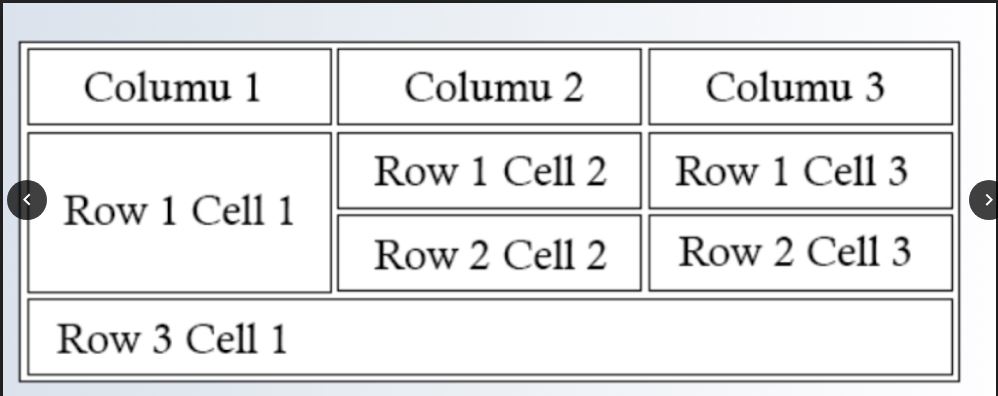 Columu 1 Columu 2 Columu 3
Row 1 Cell 1 Row 1 Cell 2 Row 1 Cell 3
Row 2 Cell 2 Row 2 Cell 3
Row 3 Cell 1